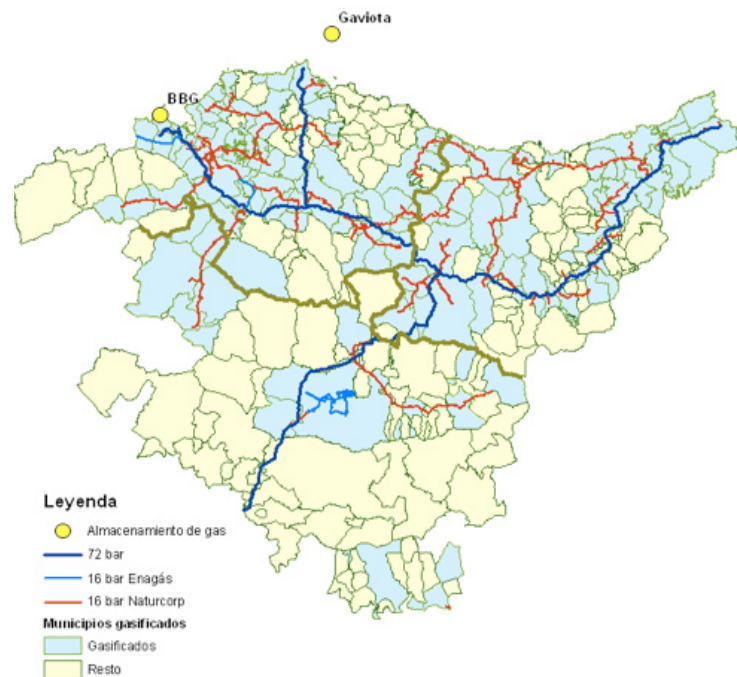 Gaviota
BBG
Leyenda
Almacenamiento de gas
72 bar
16 bar Enagás
16 bar Naturcorp
Municipios gasificados
Gasificados
Resto